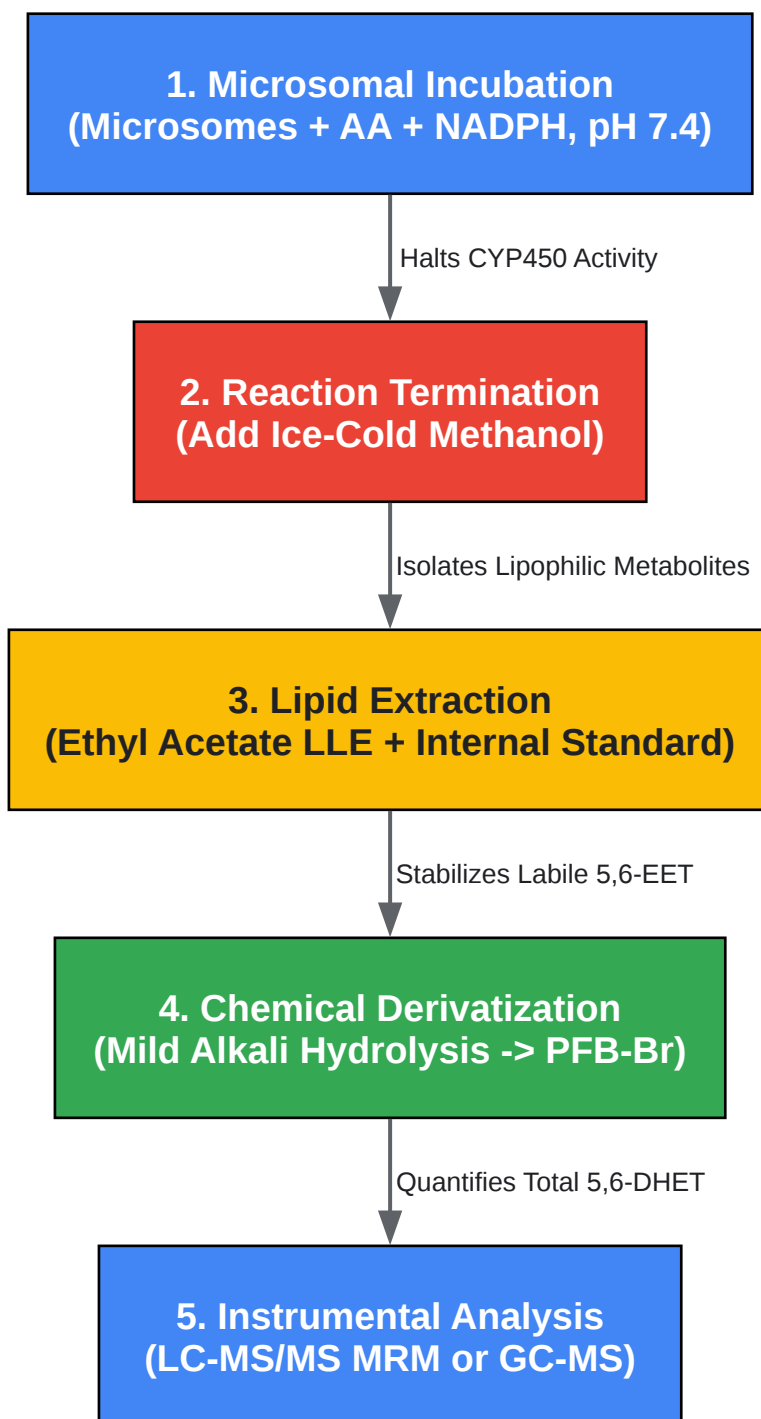 1. Microsomal Incubation
(Microsomes + AA + NADPH, pH 7.4)
Halts CYP450 Activity
2. Reaction Termination
(Add Ice-Cold Methanol)
Isolates Lipophilic Metabolites
3. Lipid Extraction
(Ethyl Acetate LLE + Internal Standard)
Stabilizes Labile 5,6-EET
4. Chemical Derivatization
(Mild Alkali Hydrolysis -> PFB-Br)
Quantifies Total 5,6-DHET
5. Instrumental Analysis
(LC-MS/MS MRM or GC-MS)